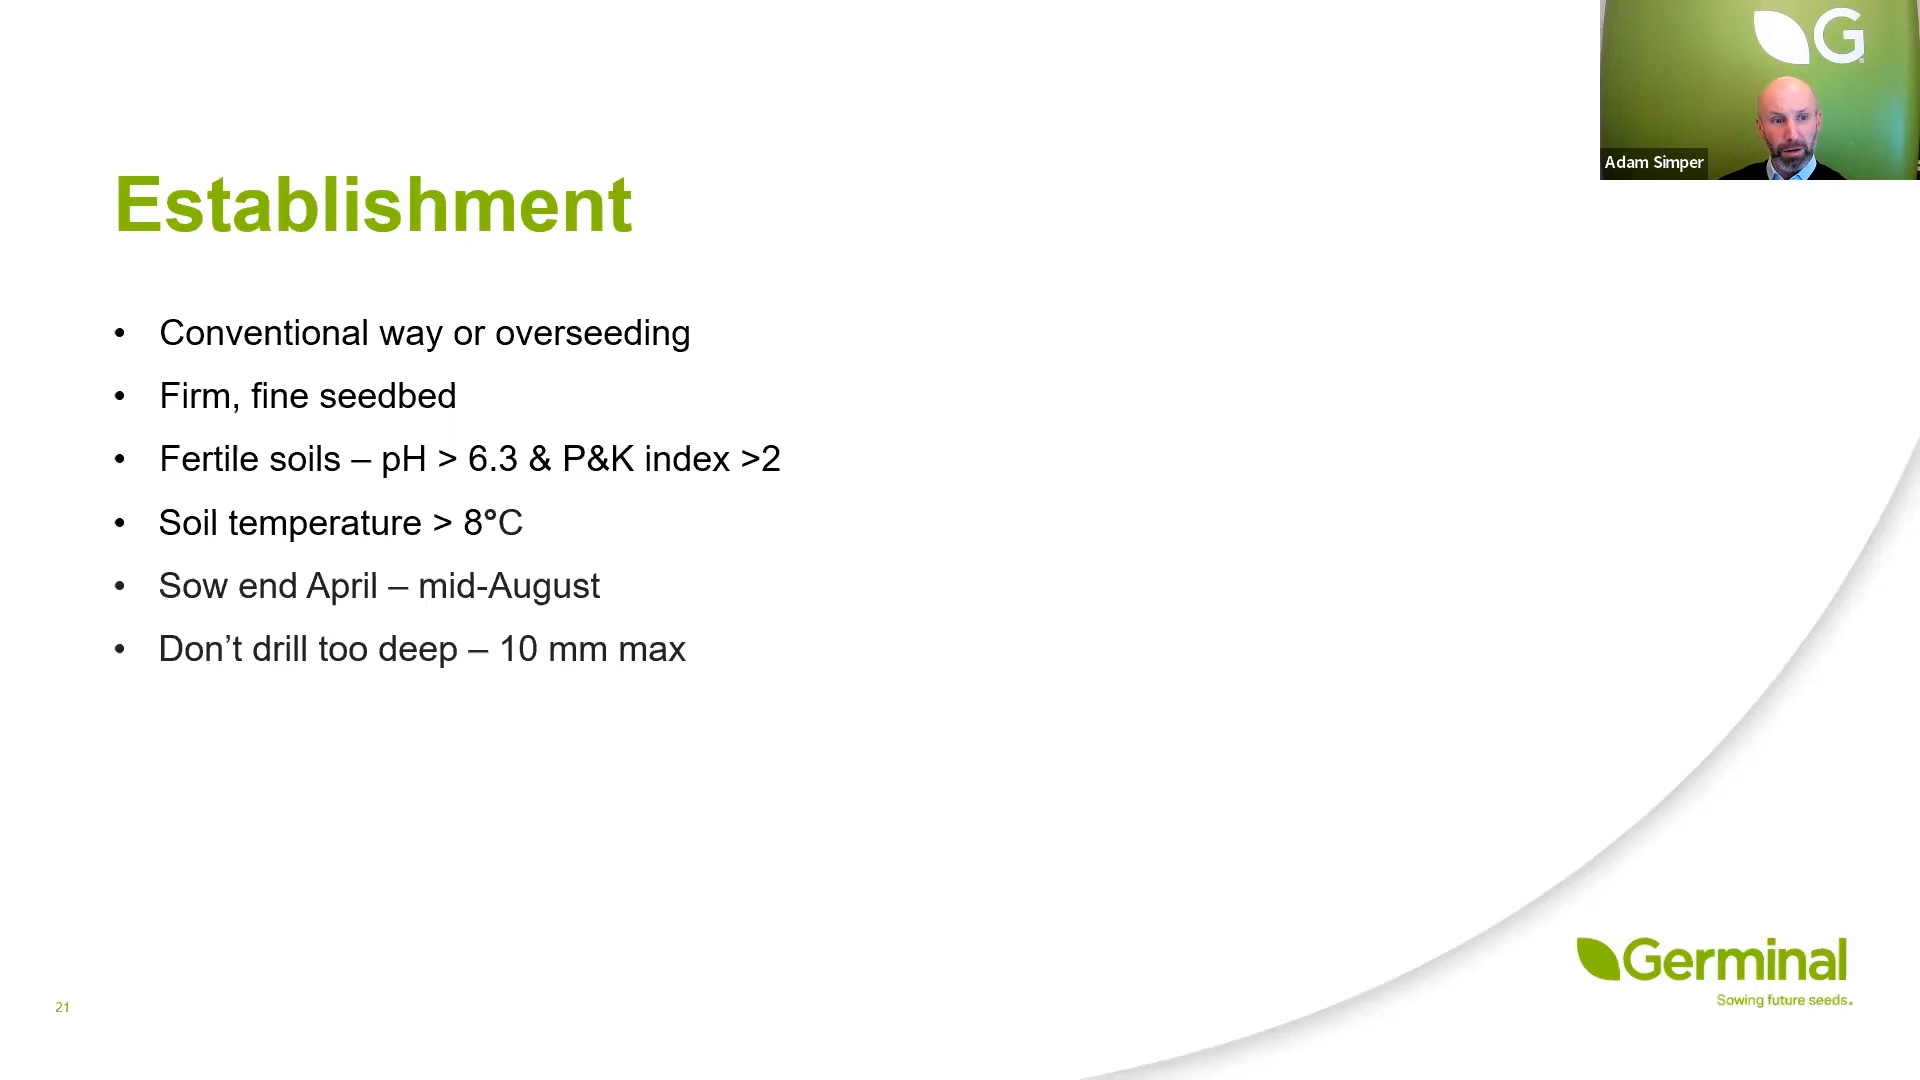 G
Adam Simper
Establishment
• Conventional way or overseeding
• Firm, fine seedbed
• Fertile soils – pH > 6.3 & P&K index >2
• Soil temperature > 8°C
• Sow end April – mid-August
• Don’t drill too deep – 10 mm max
Germinal
Sowing future seeds.
21